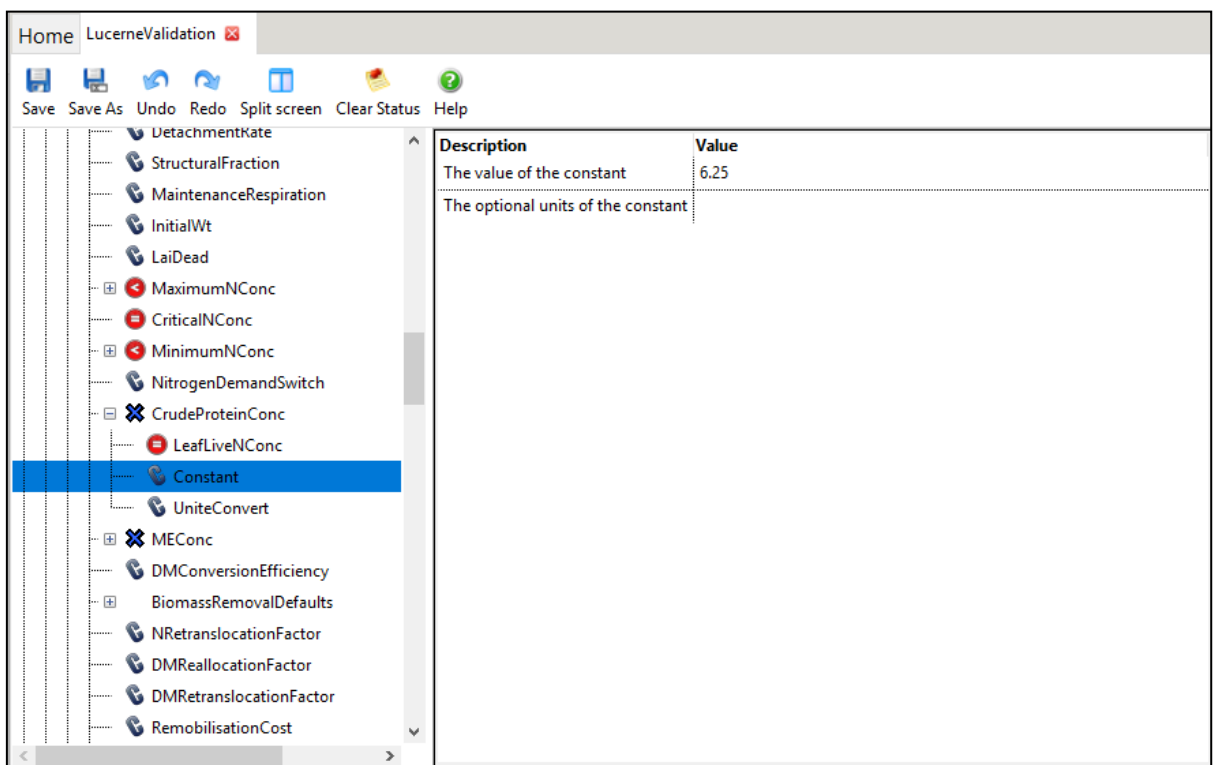 Home LucerneValidation
Save Save As Undo Redo Split screen Clear Status Help
DetachmentRate
StructuralFraction
MaintenanceRespiration
InitialWt
LaiDead
MaximumNConc
CriticalNConc
MinimumNConc
NitrogenDemandSwitch
CrudeProteinConc
LeafLiveNConc
Constant
UniteConvert
MEConc
DMConversionEfficiency
BiomassRemovalDefaults
NRetranslocationFactor
DMReallocationFactor
DMRetranslocationFactor
RemobilisationCost
Description Value
The value of the constant 6.25
The optional units of the constant